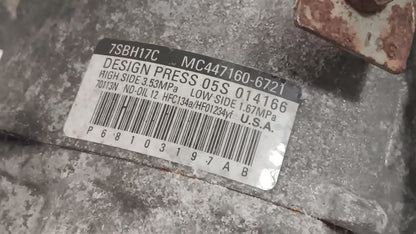 7SBH17C MC447160-6721
DESIGN PRESS 05S 014166
HIGH SIDE 3.53MPa LOW SIDE 1.67MPa
7013N ND-OIL 12 HFC134a/HFO1234yf U.S.A.
P68103197AB